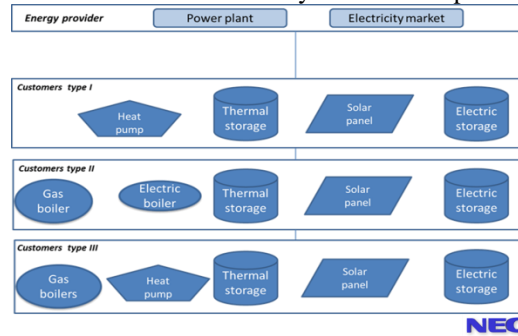 Energy provider
Power plant
Electricity market
Customers type I
Heat
pump
Thermal
storage
Solar
panel
Electric
storage
Customers type II
Gas
boiler
Electric
boiler
Thermal
storage
Solar
panel
Electric
storage
Customers type III
Gas
boilers
Heat
pump
Thermal
storage
Solar
panel
Electric
storage
NEC